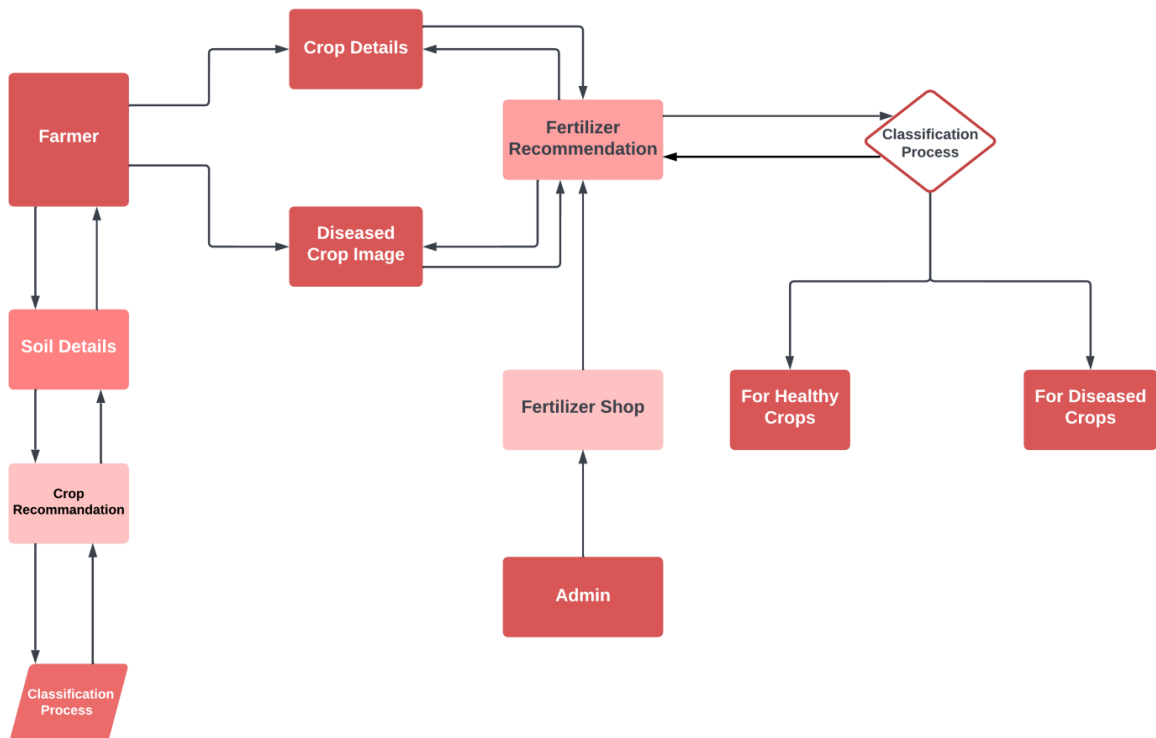 Crop Details
Farmer
Fertilizer
Recommendation
Classification
Process
Diseased
Crop Image
Soil Details
Fertilizer Shop
For Healthy
Crops
For Diseased
Crops
Crop
Recommandation
Admin
Classification
Process